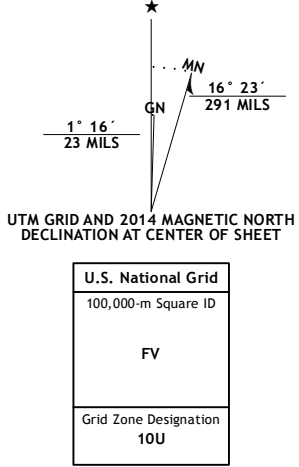 MN
GN
16° 23´
291 MILS
1° 16´
23 MILS
UTM GRID AND 2014 MAGNETIC NORTH
DECLINATION AT CENTER OF SHEET
U.S. National Grid
100,000-m Square ID
FV
Grid Zone Designation
10U